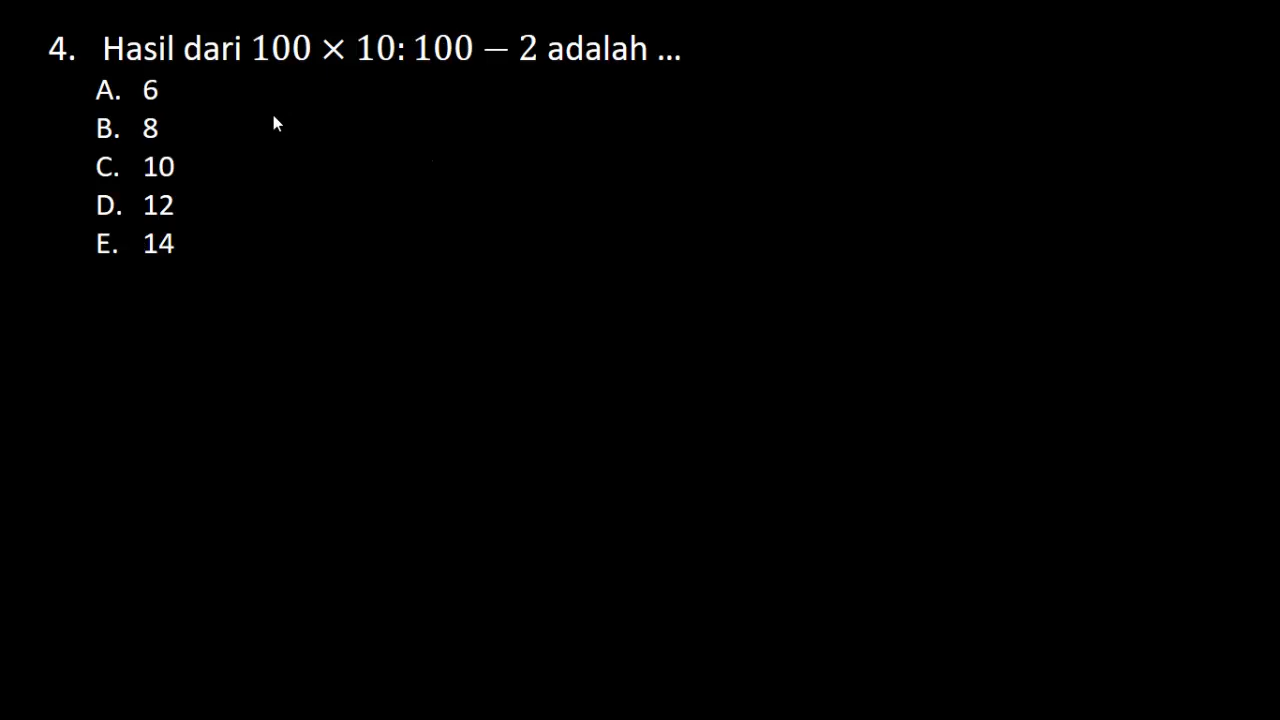 4. Hasil dari 100 × 10: 100 − 2 adalah ...
A. 6
B. 8
C. 10
D. 12
E. 14